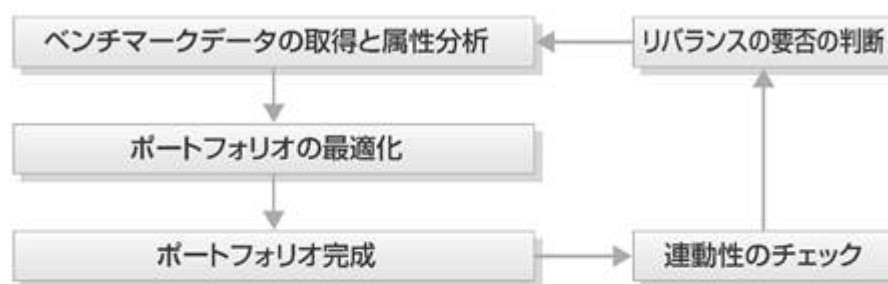 ベンチマークデータの取得と属性分析
リバランスの要否の判断
ポートフォリオの最適化
ポートフォリオ完成
連動性のチェック